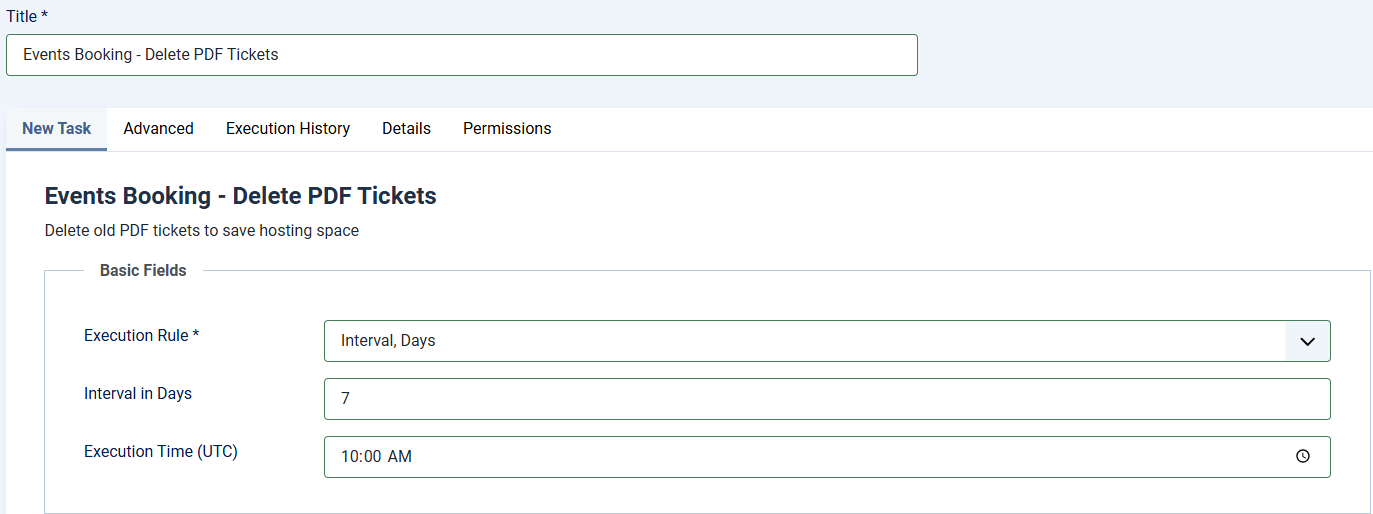 Title *
Events Booking - Delete PDF Tickets
New Task Advanced Execution History Details Permissions
Events Booking - Delete PDF Tickets
Delete old PDF tickets to save hosting space
Basic Fields
Execution Rule * Interval, Days
Interval in Days 7
Execution Time (UTC) 10:00 AM